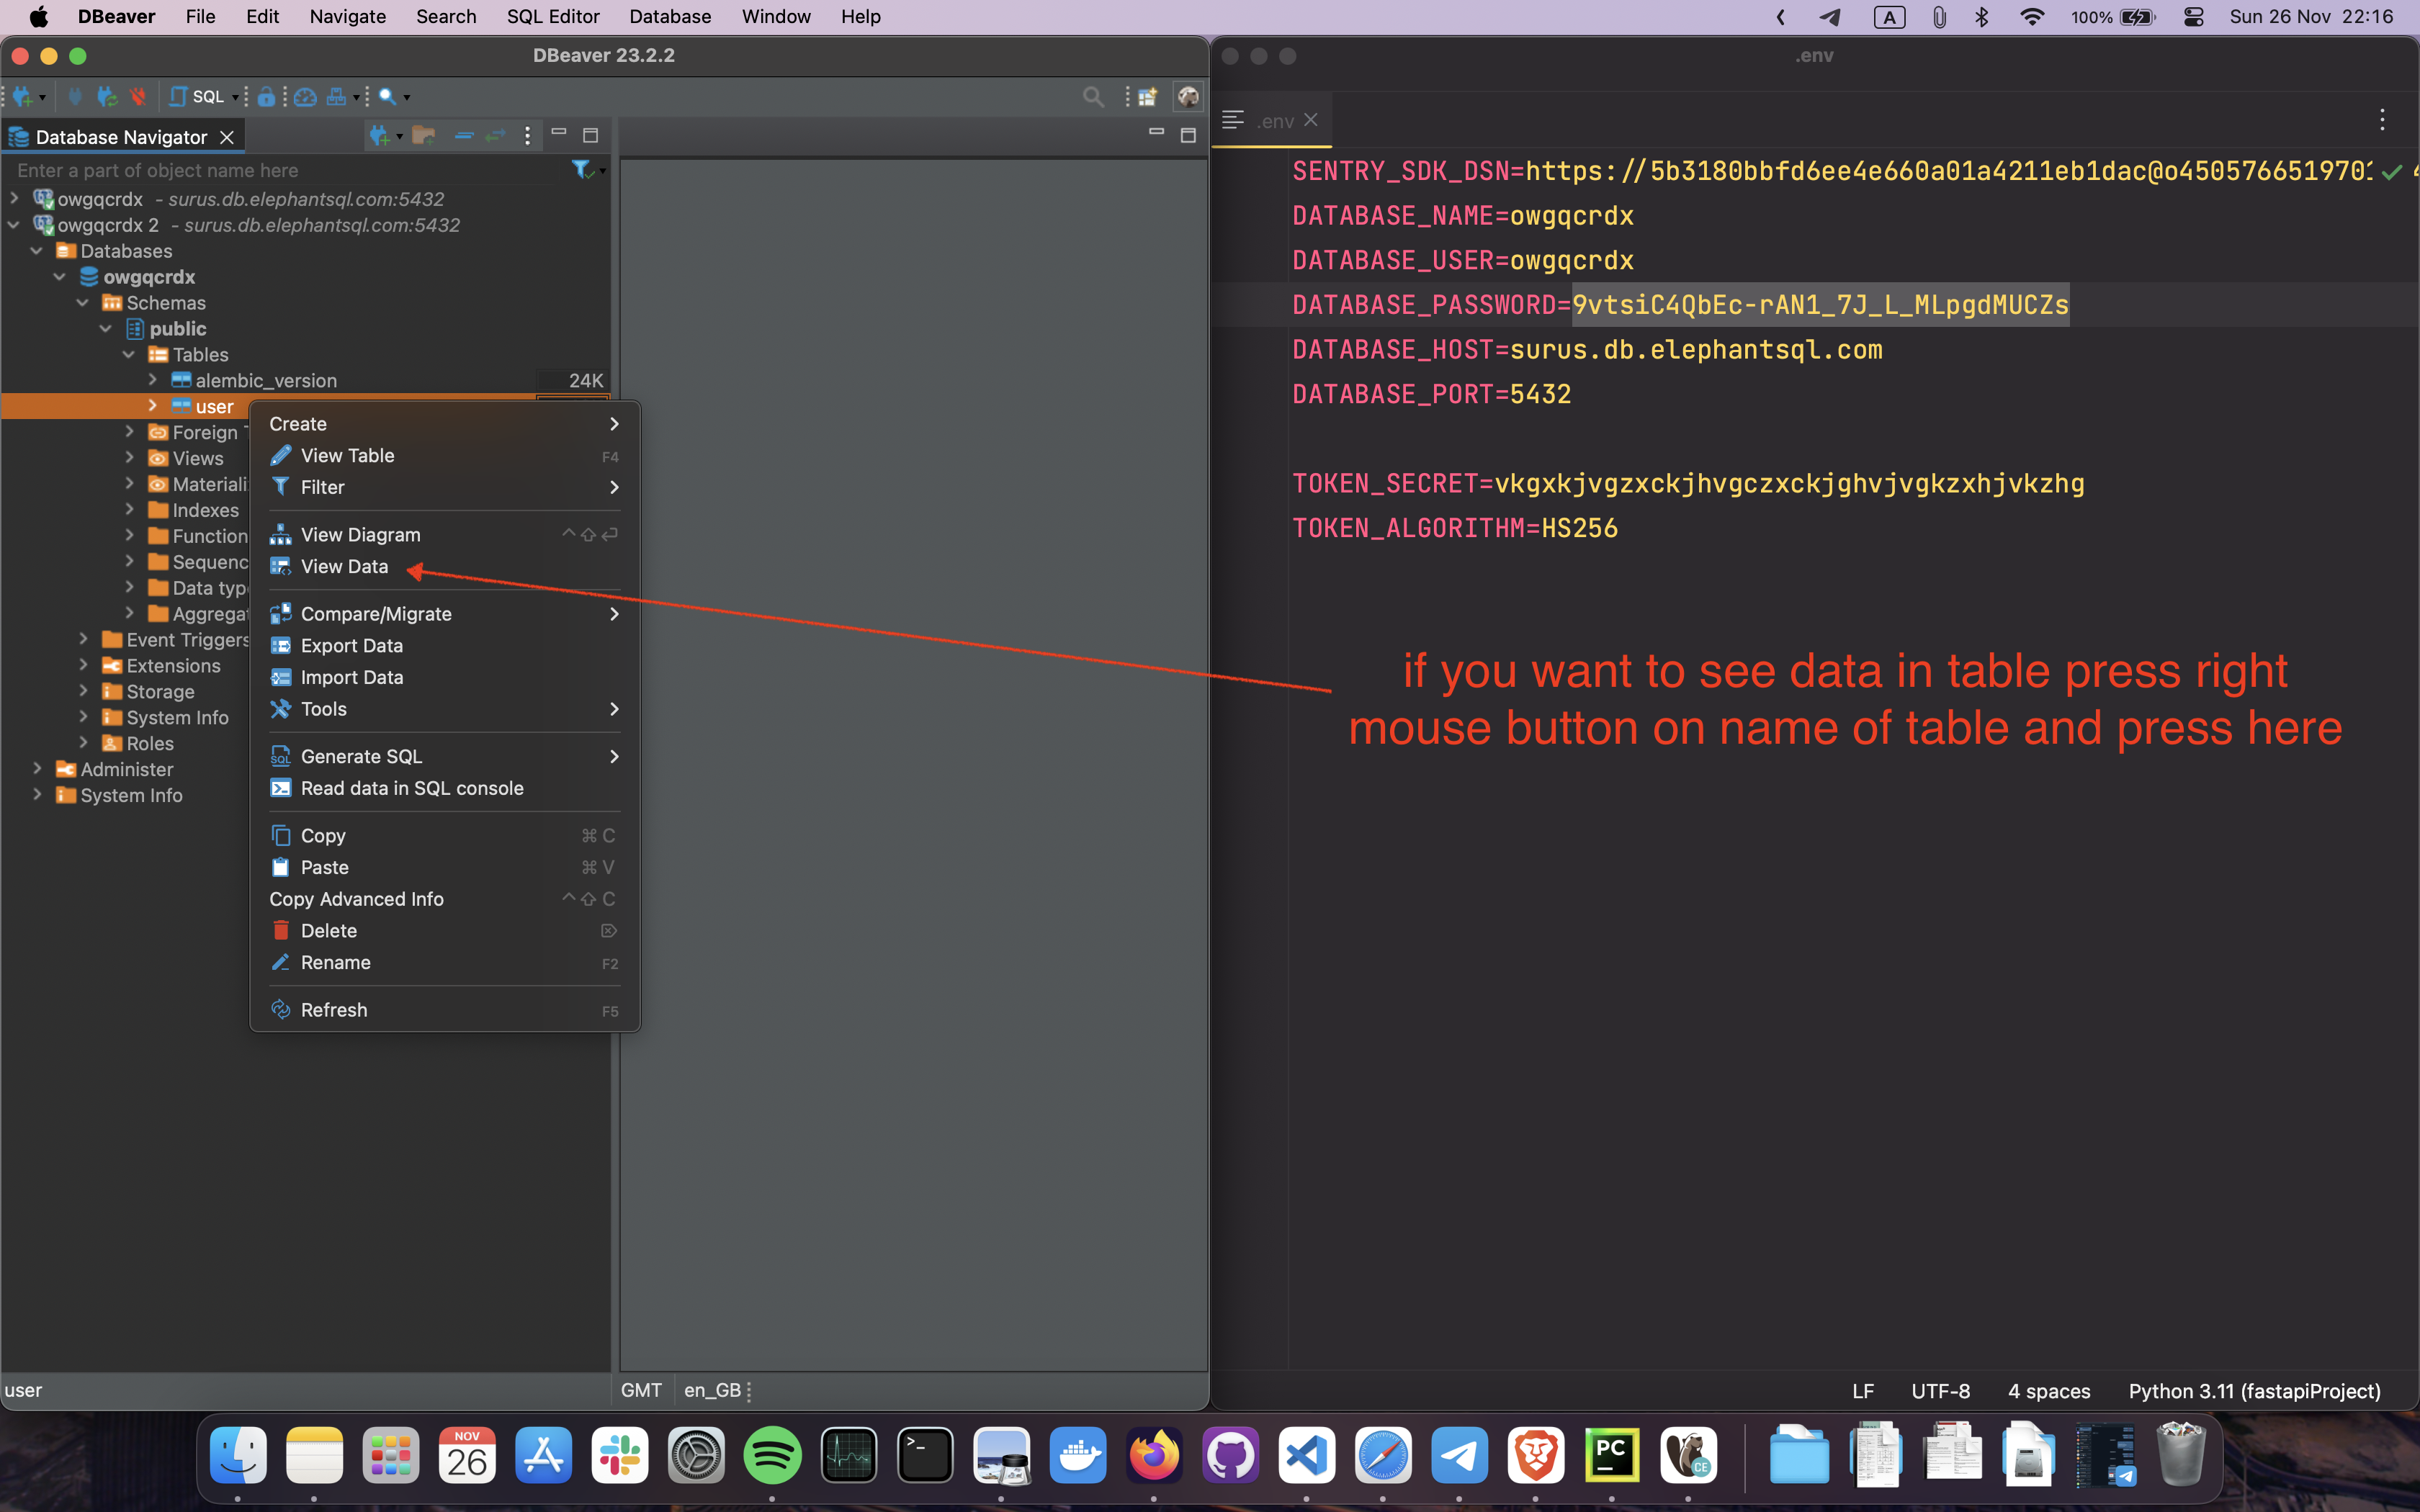 DBeaver File Edit Navigate Search SQL Editor Database Window Help
A 100% Sun 26 Nov 22:16
DBeaver 23.2.2
SQL
Database Navigator
Enter a part of object name here
owgqcrdx - surus.db.elephantsql.com:5432
owgqcrdx 2 - surus.db.elephantsql.com:5432
Databases
owgqcrdx
Schemas
public
Tables
alembic_version 24K
user
Foreign
Views
Materiali
Indexes
Function
Sequenc
Data typ
Aggregat
Event Triggers
Extensions
Storage
System Info
Roles
Administer
System Info
Create
View Table F4
Filter
View Diagram ^⇧↩
View Data
Compare/Migrate
Export Data
Import Data
Tools
Generate SQL
Read data in SQL console
Copy ⌘ C
Paste ⌘ V
Copy Advanced Info ^⇧ C
Delete ⌦
Rename F2
Refresh F5
user
GMT en_GB
.env
.env
SENTRY_SDK_DSN=https://5b3180bbfd6ee4e660a01a4211eb1dac@o4505766519701
DATABASE_NAME=owgqcrdx
DATABASE_USER=owgqcrdx
DATABASE_PASSWORD=9vtsiC4QbEc-rAN1_7J_L_MLpgdMUCZs
DATABASE_HOST=surus.db.elephantsql.com
DATABASE_PORT=5432
TOKEN_SECRET=vkgxkjvgzxckjhvgczxckjghvjvgkzxhjvkzhg
TOKEN_ALGORITHM=HS256
if you want to see data in table press right
mouse button on name of table and press here
LF UTF-8 4 spaces Python 3.11 (fastapiProject)
NOV
26
PC
CE